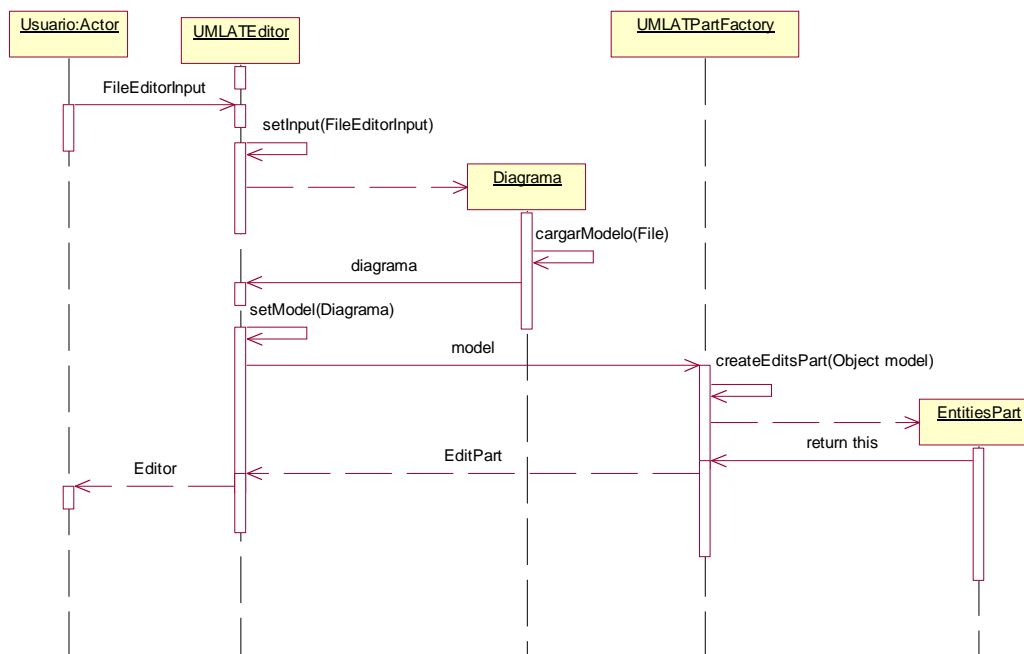 Usuario:Actor
UMLATEditor
UMLATPartFactory
FileEditorInput
setInput(FileEditorInput)
Diagrama
cargarModelo(File)
diagrama
setModel(Diagrama)
model
createEditsPart(Object model)
EntitiesPart
return this
EditPart
Editor